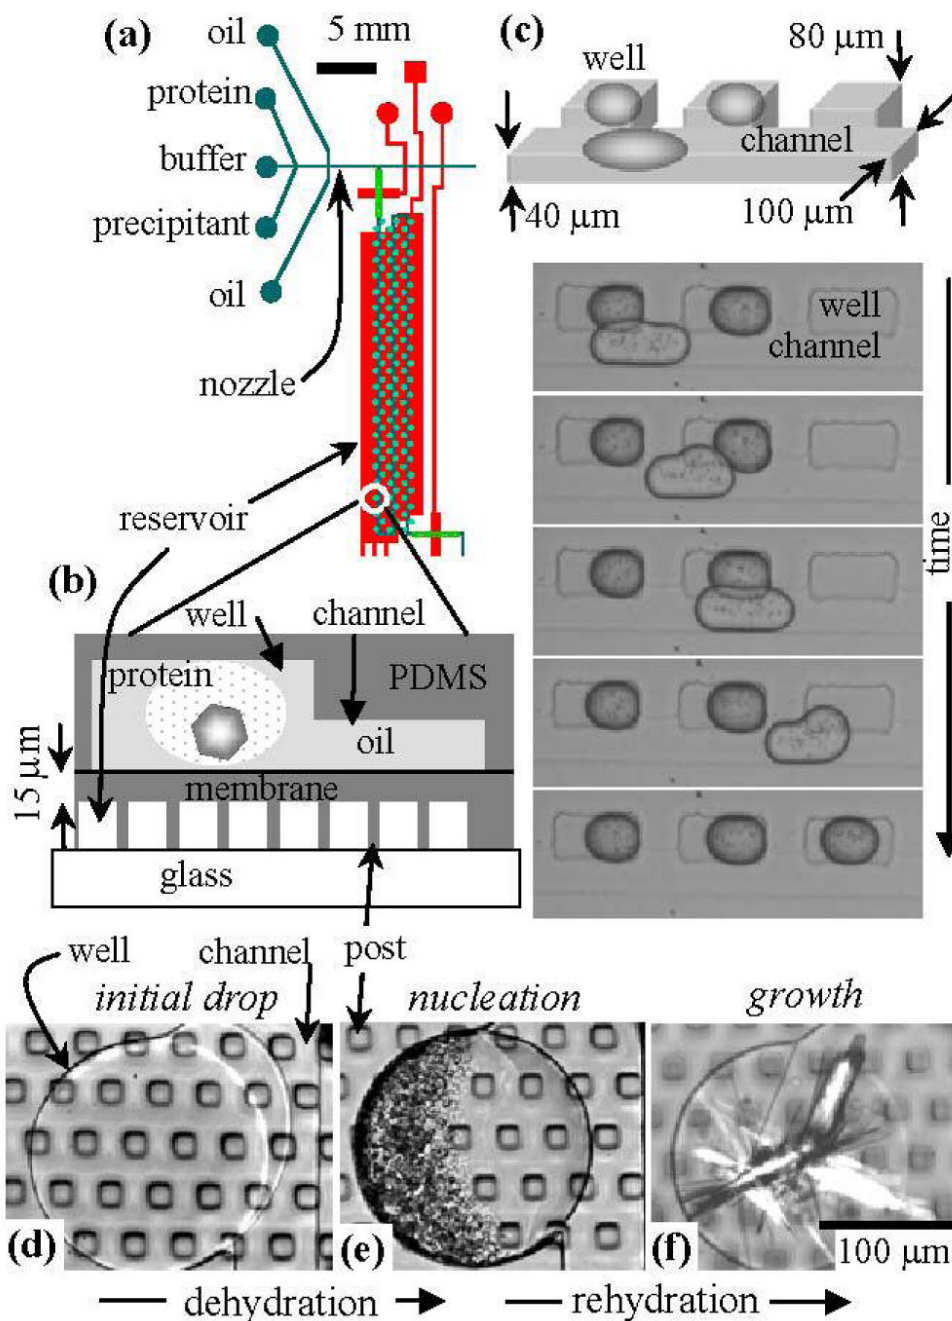 (a)
oil
5 mm
protein
buffer
precipitant
oil
nozzle
reservoir
(b)
well
channel
protein
PDMS
oil
15 µm
membrane
glass
(c)
well
80 µm
channel
40 µm
100 µm
well
channel
time
well
channel
post
initial drop
nucleation
growth
(d)
(e)
(f)
100 µm
dehydration
rehydration